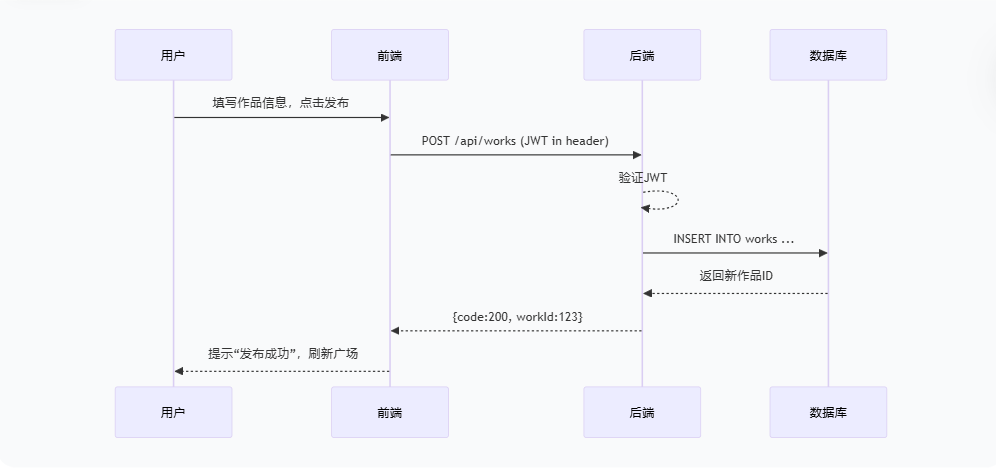 用户
前端
后端
数据库
填写作品信息，点击发布
POST /api/works (JWT in header)
验证JWT
INSERT INTO works ...
返回新作品ID
{code:200, workId:123}
提示“发布成功”，刷新广场
用户
前端
后端
数据库